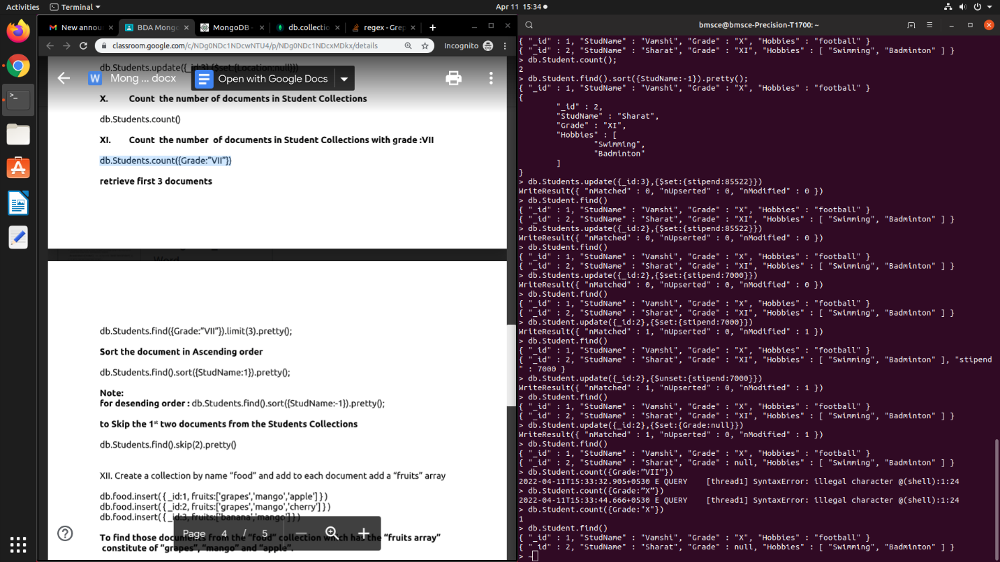 Activities
Terminal
Apr 11 15:34
New annou
BDA Mong
MongoDB -
db.collectio
regex - Grep
classroom.google.com/c/NDg0NDc1NDcwNTU4/p/NDg0NDc1NDcxMDkx/details
Incognito
db.Students.update({_id:3},{$set:{Location:null}})
W Mong ... .docx
Open with Google Docs
X. Count the number of documents in Student Collections
db.Students.count()
XI. Count the number of documents in Student Collections with grade :VII
db.Students.count({Grade:”VII”})
retrieve first 3 documents
Word
db.Students.find({Grade:”VII”}).limit(3).pretty();
Sort the document in Ascending order
db.Students.find().sort({StudName:1}).pretty();
Note:
for desending order : db.Students.find().sort({StudName:-1}).pretty();
to Skip the 1st two documents from the Students Collections
db.Students.find().skip(2).pretty()
XII. Create a collection by name “food” and add to each document add a “fruits” array
db.food.insert( { _id:1, fruits:['grapes','mango','apple'] } )
db.food.insert( { _id:2, fruits:['grapes','mango','cherry'] } )
db.food.insert( { _id:3, fruits:['banana','mango'] } )
To find those documents from the “food” collection which has the “fruits array”
constitute of “grapes”, “mango” and “apple”.
Page 4 / 5
bmsce@bmsce-Precision-T1700: ~
{ "_id" : 1, "StudName" : "Vamshi", "Grade" : "X", "Hobbies" : "football" }
{ "_id" : 2, "StudName" : "Sharat", "Grade" : "XI", "Hobbies" : [ "Swimming", "Badminton" ] }
> db.Student.count();
2
> db.Student.find().sort({StudName:-1}).pretty();
{ "_id" : 1, "StudName" : "Vamshi", "Grade" : "X", "Hobbies" : "football" }
{
"_id" : 2,
"StudName" : "Sharat",
"Grade" : "XI",
"Hobbies" : [
"Swimming",
"Badminton"
]
}
> db.Students.update({_id:3},{$set:{stipend:85522}})
WriteResult({ "nMatched" : 0, "nUpserted" : 0, "nModified" : 0 })
> db.Student.find()
{ "_id" : 1, "StudName" : "Vamshi", "Grade" : "X", "Hobbies" : "football" }
{ "_id" : 2, "StudName" : "Sharat", "Grade" : "XI", "Hobbies" : [ "Swimming", "Badminton" ] }
> db.Students.update({_id:2},{$set:{stipend:85522}})
WriteResult({ "nMatched" : 0, "nUpserted" : 0, "nModified" : 0 })
> db.Student.find()
{ "_id" : 1, "StudName" : "Vamshi", "Grade" : "X", "Hobbies" : "football" }
{ "_id" : 2, "StudName" : "Sharat", "Grade" : "XI", "Hobbies" : [ "Swimming", "Badminton" ] }
> db.Students.update({_id:2},{$set:{stipend:7000}})
WriteResult({ "nMatched" : 0, "nUpserted" : 0, "nModified" : 0 })
> db.Student.find()
{ "_id" : 1, "StudName" : "Vamshi", "Grade" : "X", "Hobbies" : "football" }
{ "_id" : 2, "StudName" : "Sharat", "Grade" : "XI", "Hobbies" : [ "Swimming", "Badminton" ] }
> db.Student.update({_id:2},{$set:{stipend:7000}})
WriteResult({ "nMatched" : 1, "nUpserted" : 0, "nModified" : 1 })
> db.Student.find()
{ "_id" : 1, "StudName" : "Vamshi", "Grade" : "X", "Hobbies" : "football" }
{ "_id" : 2, "StudName" : "Sharat", "Grade" : "XI", "Hobbies" : [ "Swimming", "Badminton" ], "stipend
" : 7000 }
> db.Student.update({_id:2},{$unset:{stipend:7000}})
WriteResult({ "nMatched" : 1, "nUpserted" : 0, "nModified" : 1 })
> db.Student.find()
{ "_id" : 1, "StudName" : "Vamshi", "Grade" : "X", "Hobbies" : "football" }
{ "_id" : 2, "StudName" : "Sharat", "Grade" : "XI", "Hobbies" : [ "Swimming", "Badminton" ] }
> db.Student.update({_id:2},{$set:{Grade:null}})
WriteResult({ "nMatched" : 1, "nUpserted" : 0, "nModified" : 1 })
> db.Student.find()
{ "_id" : 1, "StudName" : "Vamshi", "Grade" : "X", "Hobbies" : "football" }
{ "_id" : 2, "StudName" : "Sharat", "Grade" : null, "Hobbies" : [ "Swimming", "Badminton" ] }
> db.Student.count({Grade:”VII”})
2022-04-11T15:33:32.905+0530 E QUERY [thread1] SyntaxError: illegal character @(shell):1:24
> db.Student.count({Grade:”X”})
2022-04-11T15:33:44.666+0530 E QUERY [thread1] SyntaxError: illegal character @(shell):1:24
> db.Student.count({Grade:"X"})
1
> db.Student.find()
{ "_id" : 1, "StudName" : "Vamshi", "Grade" : "X", "Hobbies" : "football" }
{ "_id" : 2, "StudName" : "Sharat", "Grade" : null, "Hobbies" : [ "Swimming", "Badminton" ] }
> ~